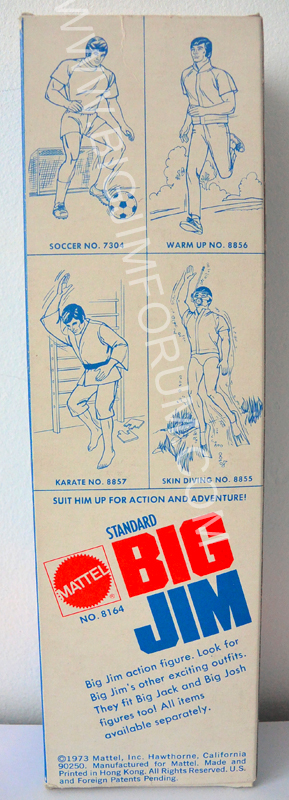 SOCCER NO. 7304
WARM UP NO. 8856
KARATE NO. 8857
SKIN DIVING NO. 8855
SUIT HIM UP FOR ACTION AND ADVENTURE!
STANDARD
BIG
JIM
MATTEL
NO. 8164
Big Jim action figure. Look for
Big Jim's other exciting outfits.
They fit Big Jack and Big Josh
figures too! All items
available separately.
©1973 Mattel, Inc. Hawthorne, California
90250. Manufactured for Mattel. Made and
Printed in Hong Kong. All Rights Reserved. U.S.
and Foreign Patents Pending.
WWW.BIGJIMFORUM.COM